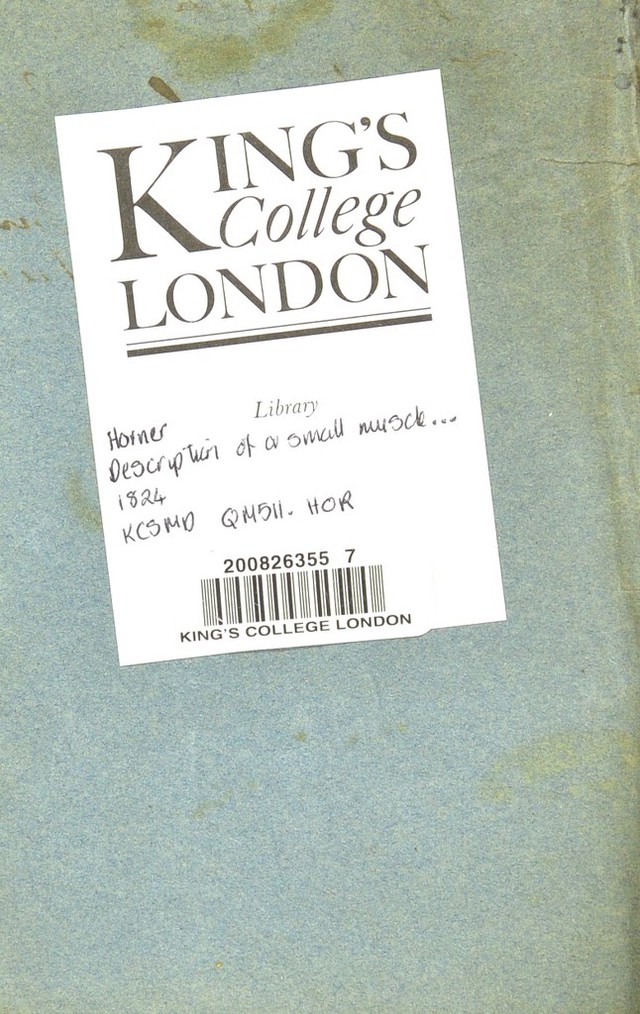 KING'S
College
LONDON
Library
Horner
Description of a small muscle...
1824
KCSMD QM511. HOR
200826355 7
KING'S COLLEGE LONDON